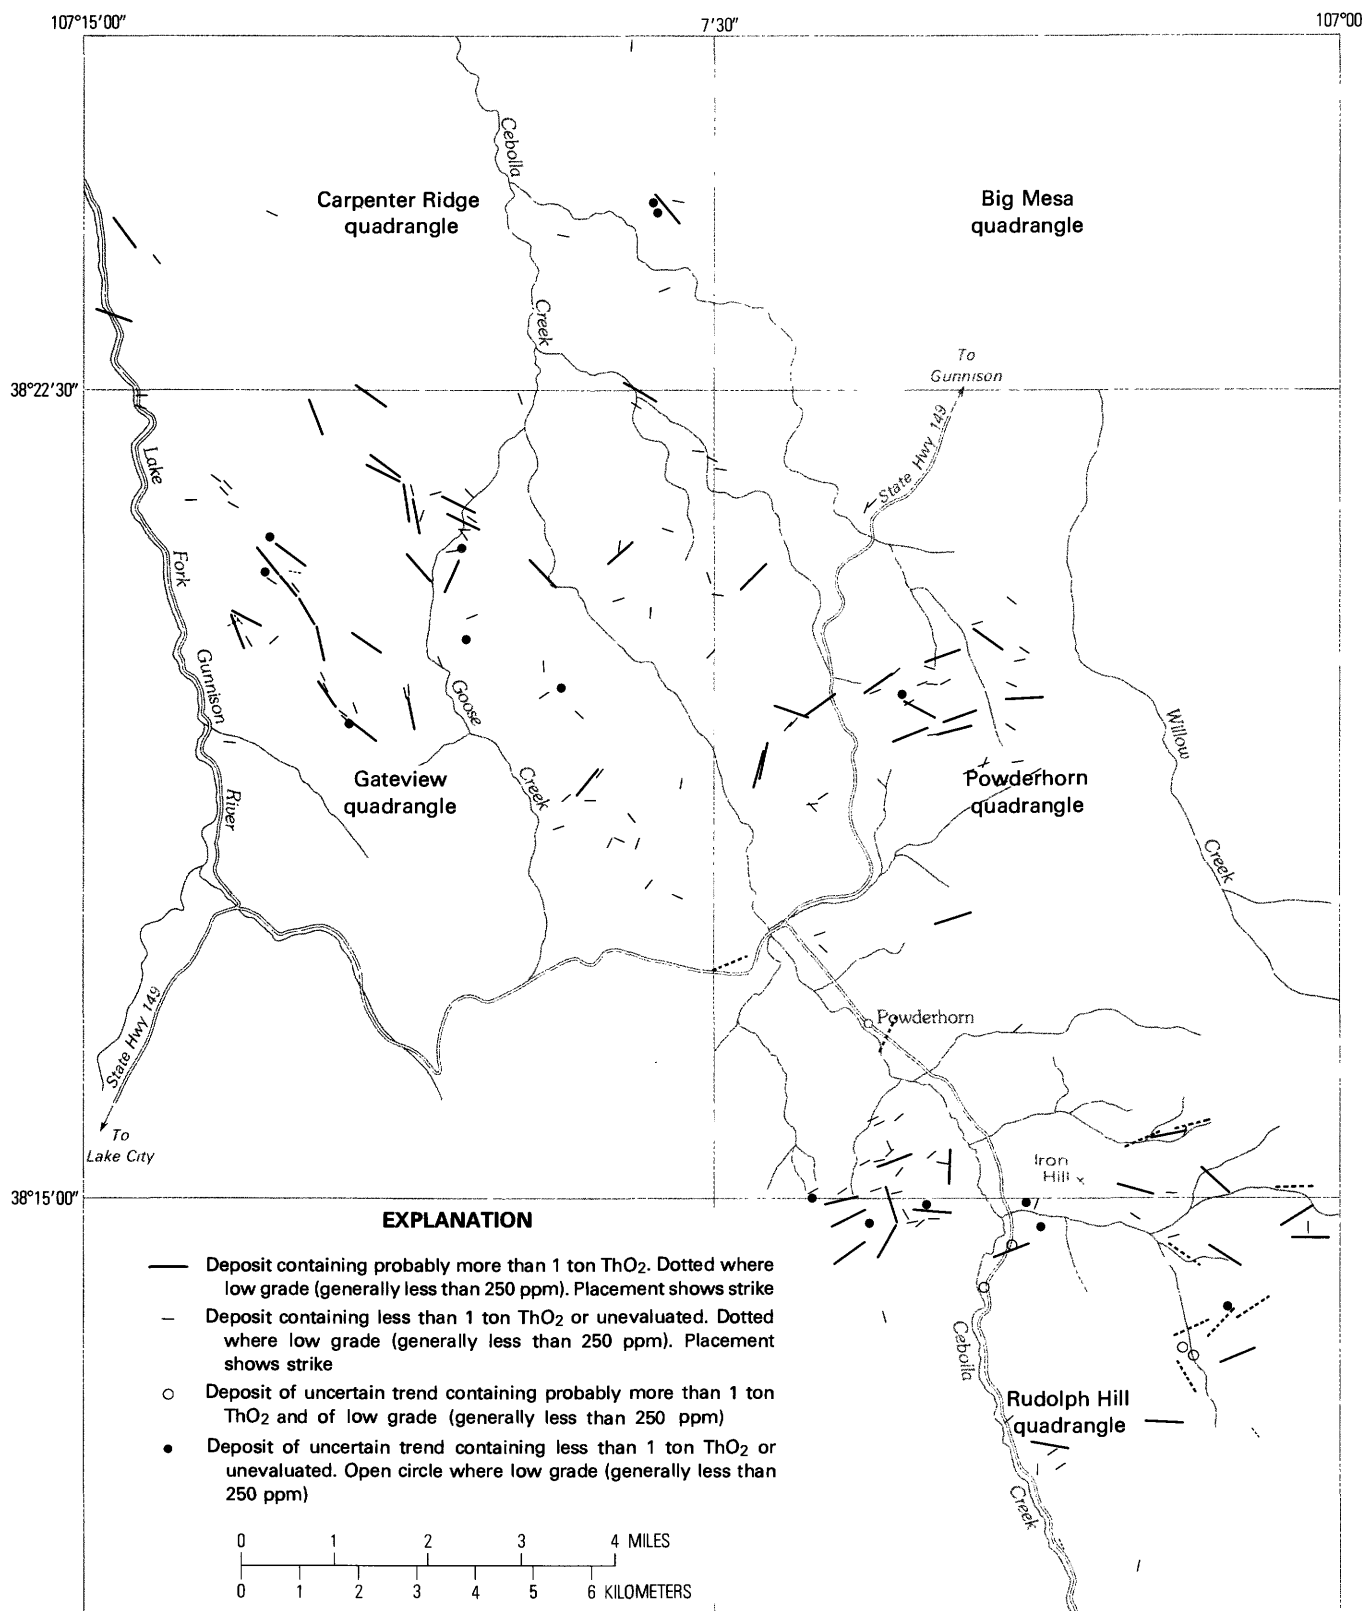 107°15′00″
7′30″
107°00
Cebolla
Carpenter Ridge
quadrangle
Big Mesa
quadrangle
Creek
To
Gunnison
38°22′30″
State Hwy 149
Lake
Fork
Gunnison
River
Goose
Creek
Willow
Creek
Gateview
quadrangle
Powderhorn
quadrangle
State Hwy 149
Powderhorn
To
Lake City
Iron
Hill x
38°15′00″
EXPLANATION
Deposit containing probably more than 1 ton ThO2. Dotted where
low grade (generally less than 250 ppm). Placement shows strike
Deposit containing less than 1 ton ThO2 or unevaluated. Dotted
where low grade (generally less than 250 ppm). Placement
shows strike
Deposit of uncertain trend containing probably more than 1 ton
ThO2 and of low grade (generally less than 250 ppm)
Deposit of uncertain trend containing less than 1 ton ThO2 or
unevaluated. Open circle where low grade (generally less than
250 ppm)
Cebolla
Rudolph Hill
quadrangle
Creek
0 1 2 3 4 MILES
0 1 2 3 4 5 6 KILOMETERS